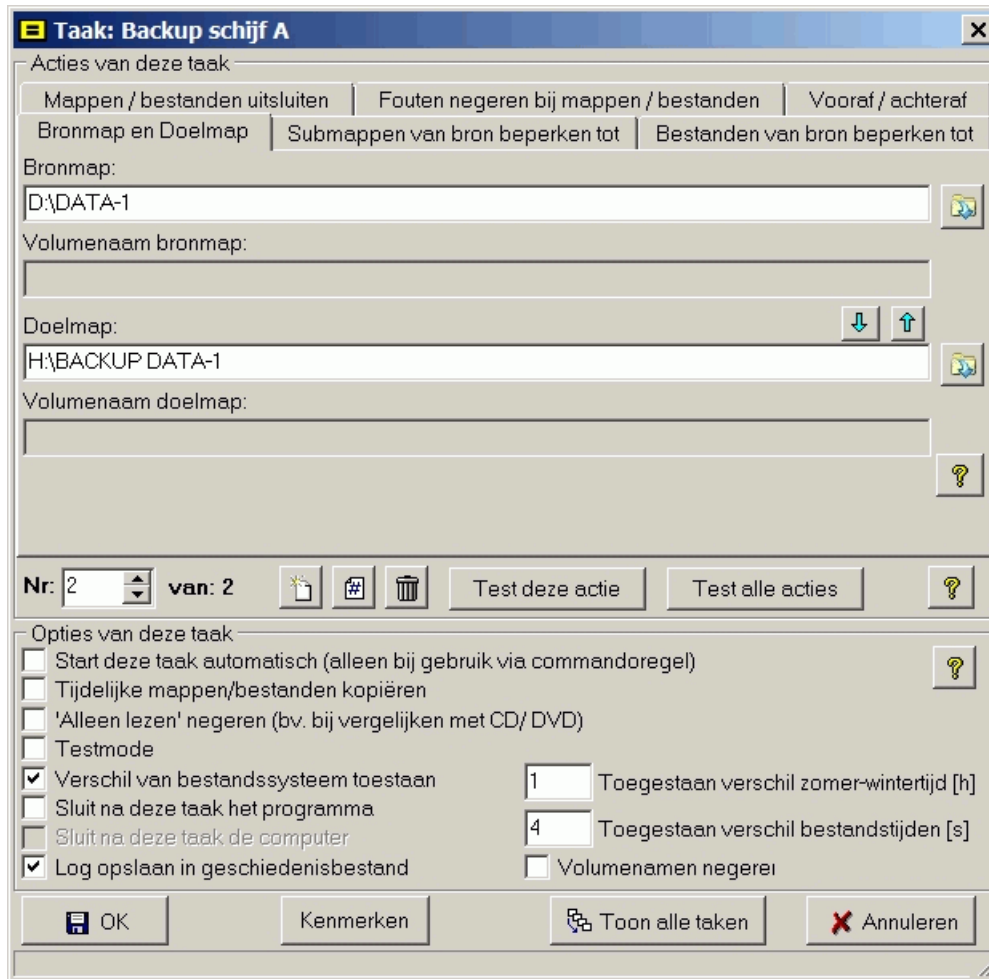 Taak: Backup schijf A
Acties van deze taak
Mappen / bestanden uitsluiten
Fouten negeren bij mappen / bestanden
Vooraf / achteraf
Bronmap en Doelmap
Submappen van bron beperken tot
Bestanden van bron beperken tot
Bronmap:
D:\DATA-1
Volumenaam bronmap:
Doelmap:
H:\BACKUP DATA-1
Volumenaam doelmap:
Nr: 2 van: 2
Test deze actie
Test alle acties
Opties van deze taak
Start deze taak automatisch (alleen bij gebruik via commandoregel)
Tijdelijke mappen/bestanden kopiëren
'Alleen lezen' negeren (bv. bij vergelijken met CD/ DVD)
Testmode
Verschil van bestandssysteem toestaan
1 Toegestaan verschil zomer-wintertijd [h]
Sluit na deze taak het programma
4 Toegestaan verschil bestandstijden [s]
Sluit na deze taak de computer
Log opslaan in geschiedenisbestand
Volumenamen negerei
OK
Kenmerken
Toon alle taken
Annuleren